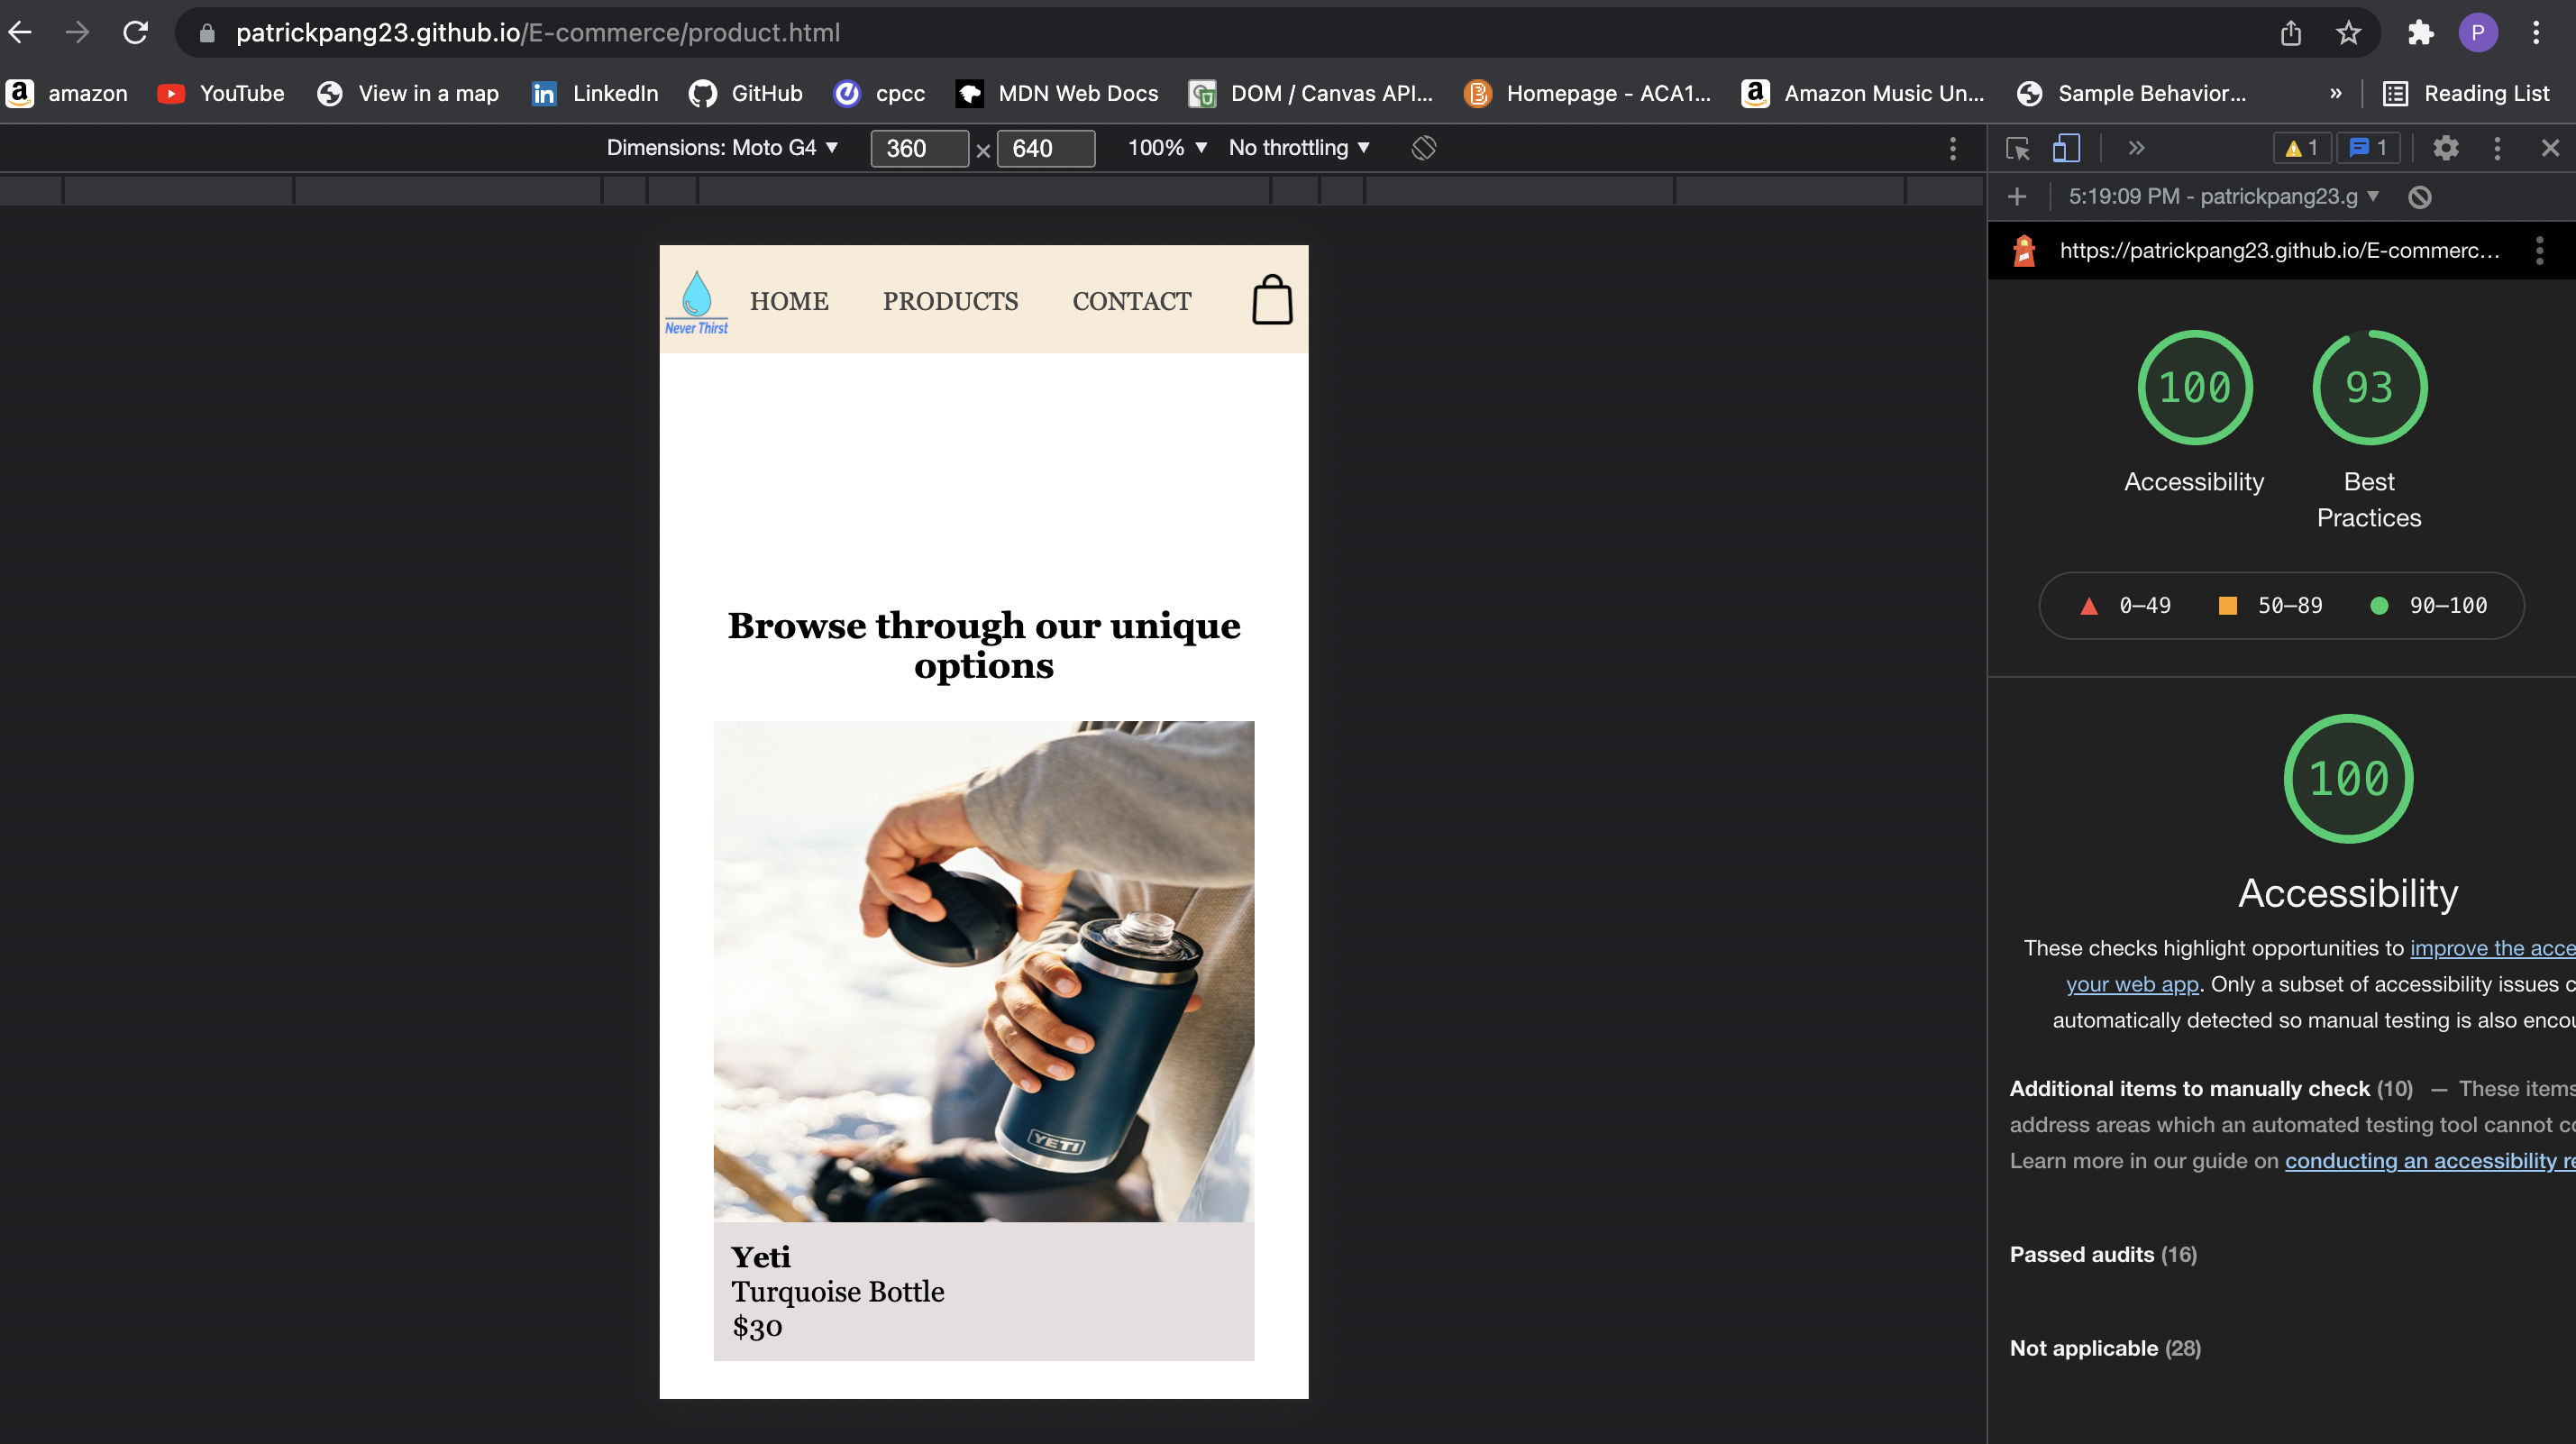 patrickpang23.github.io/E-commerce/product.html
amazon YouTube View in a map LinkedIn GitHub cpcc MDN Web Docs DOM / Canvas API... Homepage - ACA1... Amazon Music Un... Sample Behavior... » Reading List
P
Dimensions: Moto G4 360 × 640 100% No throttling
1 1
5:19:09 PM - patrickpang23.g
https://patrickpang23.github.io/E-commerc...
Never Thirst
HOME PRODUCTS CONTACT
Browse through our unique
options
YETI
Yeti
Turquoise Bottle
$30
100 93
Accessibility Best
Practices
0–49 50–89 90–100
100
Accessibility
These checks highlight opportunities to improve the acce
your web app. Only a subset of accessibility issues c
automatically detected so manual testing is also encou
Additional items to manually check (10) — These items
address areas which an automated testing tool cannot co
Learn more in our guide on conducting an accessibility re
Passed audits (16)
Not applicable (28)